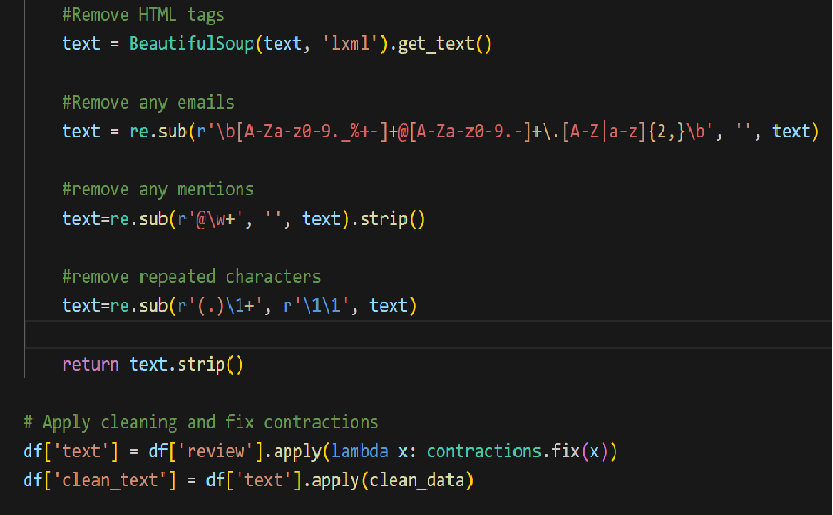 #Remove HTML tags
text = BeautifulSoup(text, 'lxml').get_text()
#Remove any emails
text = re.sub(r'\b[A-Za-z0-9._%+-]+@[A-Za-z0-9.-]+\.[A-Z|a-z]{2,}\b', '', text)
#remove any mentions
text=re.sub(r'@\w+', '', text).strip()
#remove repeated characters
text=re.sub(r'(.)\1+', r'\1\1', text)
return text.strip()
# Apply cleaning and fix contractions
df['text'] = df['review'].apply(lambda x: contractions.fix(x))
df['clean_text'] = df['text'].apply(clean_data)